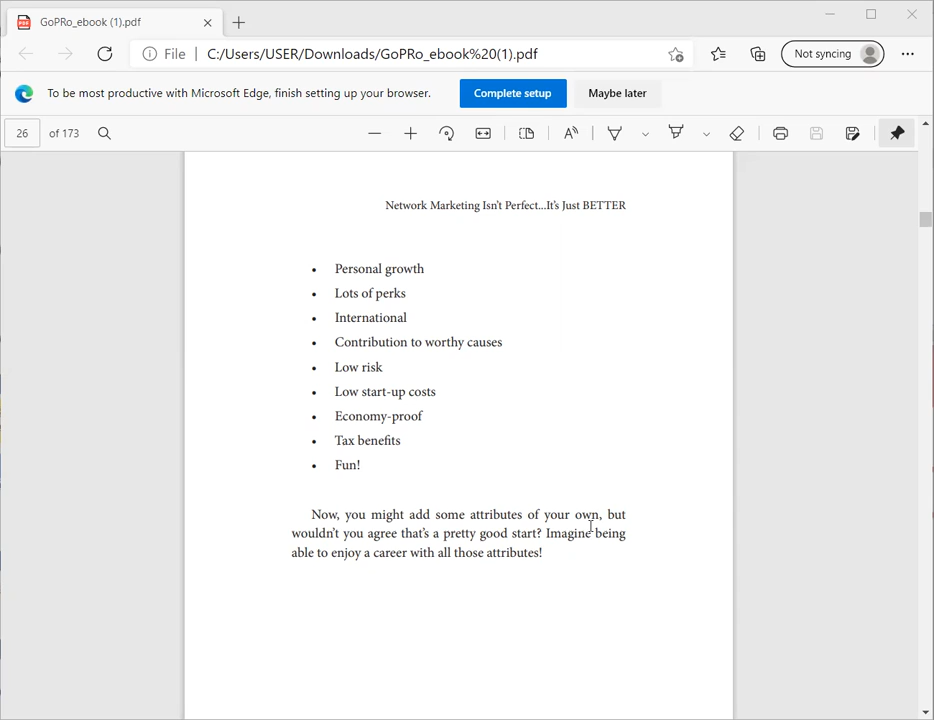 GoPRo_ebook (1).pdf
File | C:/Users/USER/Downloads/GoPRo_ebook%20(1).pdf
Not syncing
To be most productive with Microsoft Edge, finish setting up your browser.
Complete setup
Maybe later
26 of 173
Network Marketing Isn't Perfect...It's Just BETTER
• Personal growth
• Lots of perks
• International
• Contribution to worthy causes
• Low risk
• Low start-up costs
• Economy-proof
• Tax benefits
• Fun!
Now, you might add some attributes of your own, but
wouldn't you agree that's a pretty good start? Imagine being
able to enjoy a career with all those attributes!